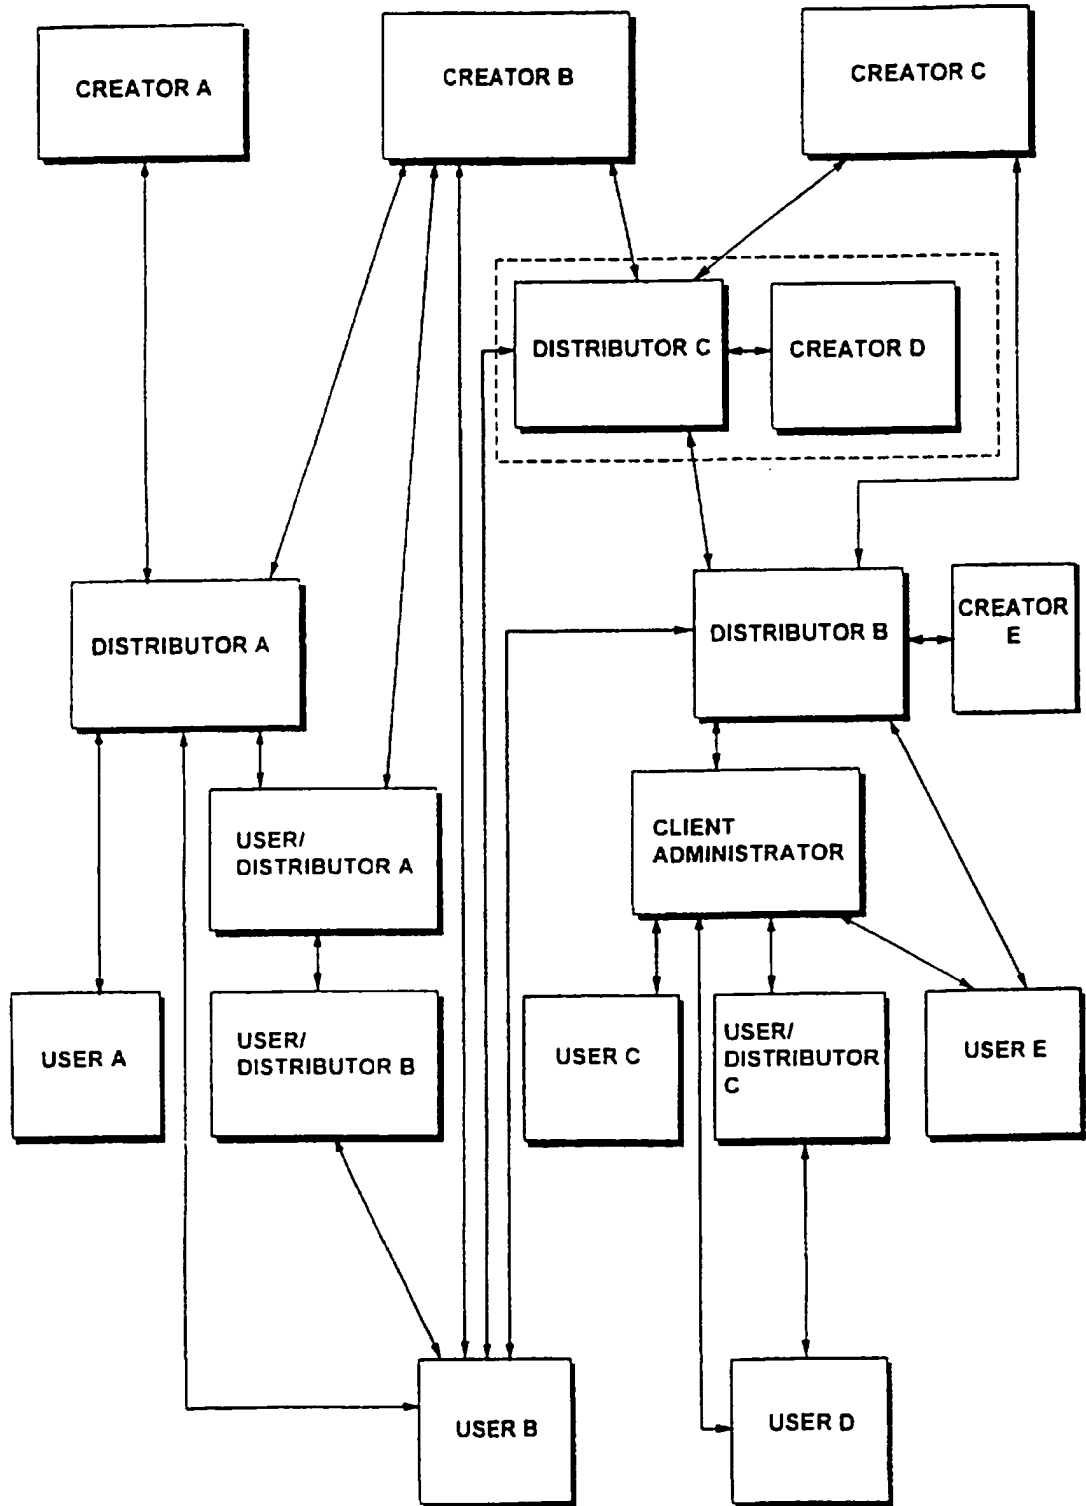 CREATOR A
CREATOR B
CREATOR C
DISTRIBUTOR C
CREATOR D
DISTRIBUTOR A
DISTRIBUTOR B
CREATOR
E
USER/
DISTRIBUTOR A
CLIENT
ADMINISTRATOR
USER A
USER/
DISTRIBUTOR B
USER C
USER/
DISTRIBUTOR
C
USER E
USER B
USER D